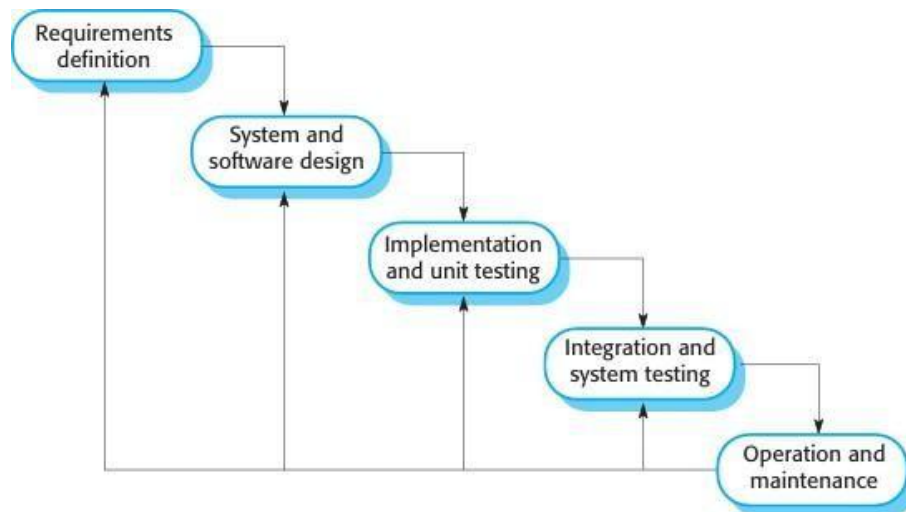 Requirements
definition
System and
software design
Implementation
and unit testing
Integration and
system testing
Operation and
maintenance